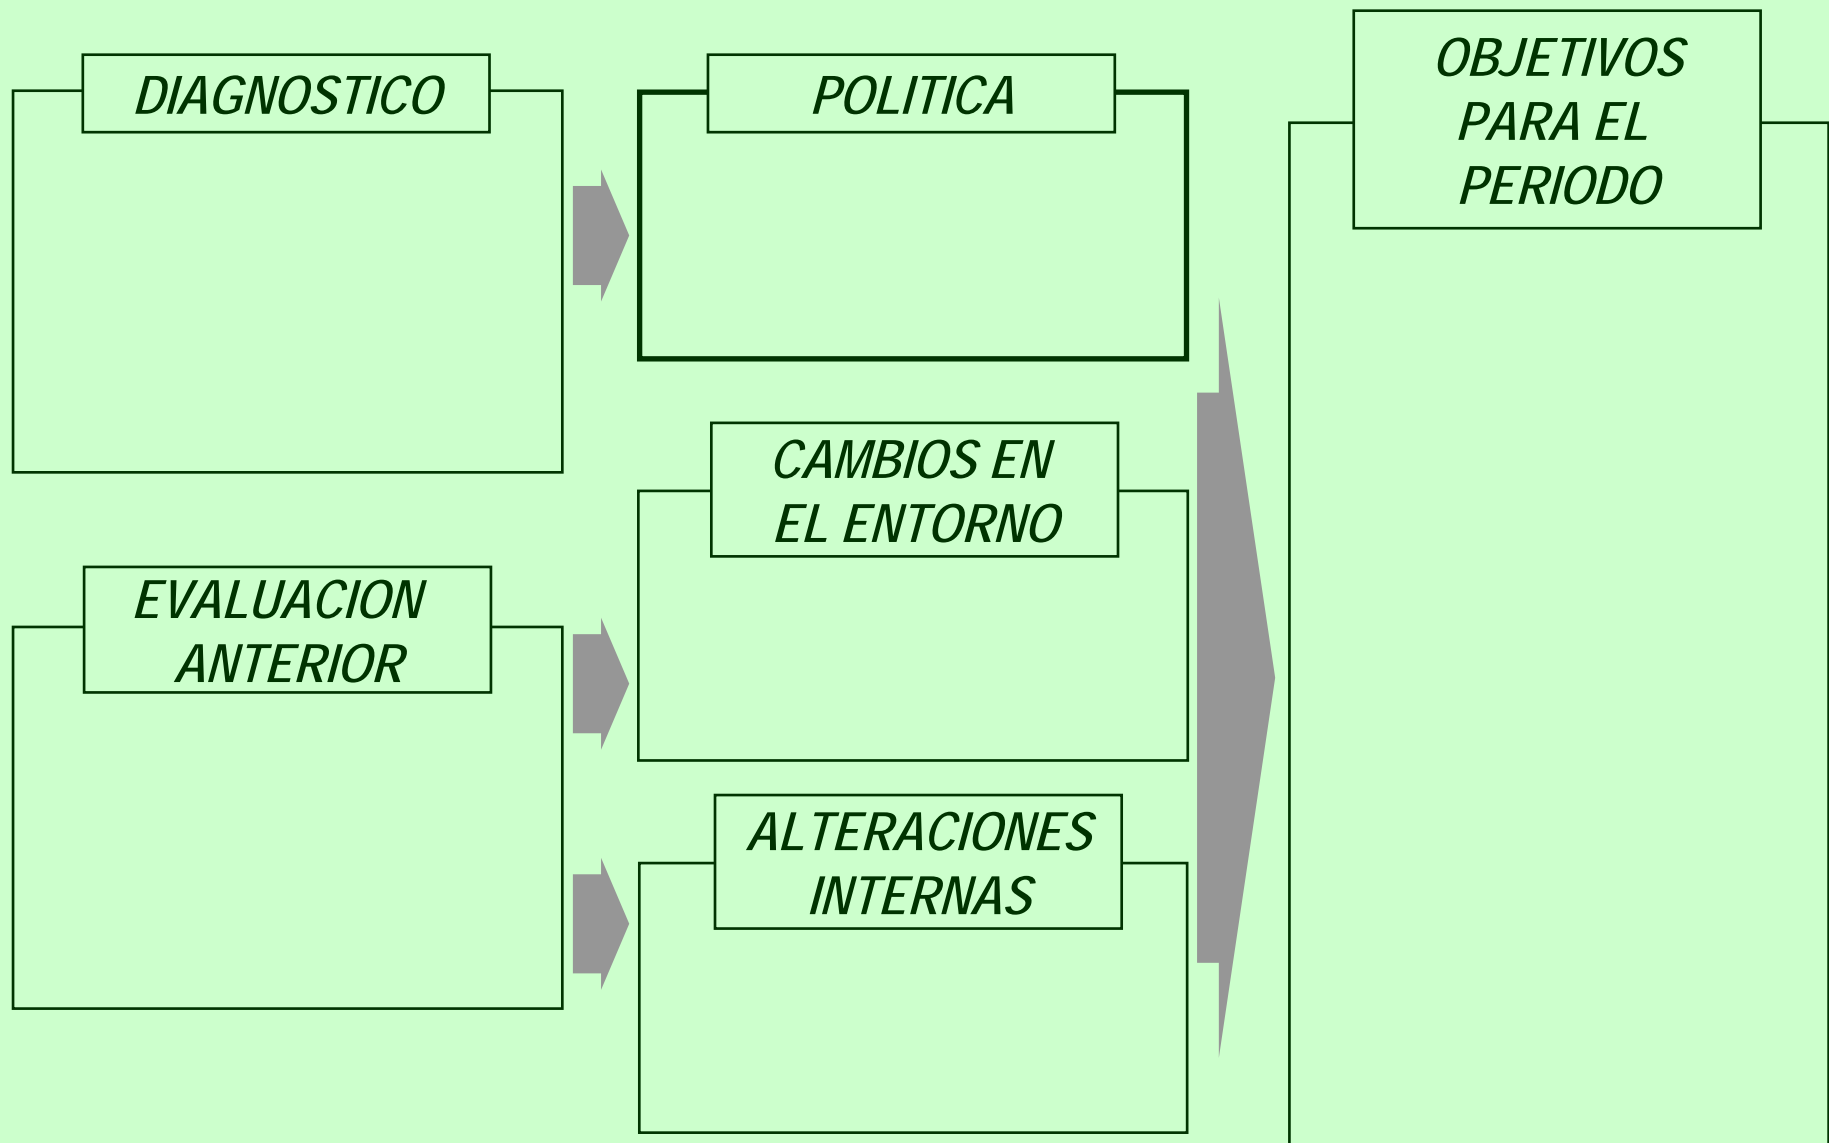 DIAGNOSTICO
POLITICA
OBJETIVOS
PARA EL
PERIODO
CAMBIOS EN
EL ENTORNO
EVALUACION
ANTERIOR
ALTERACIONES
INTERNAS